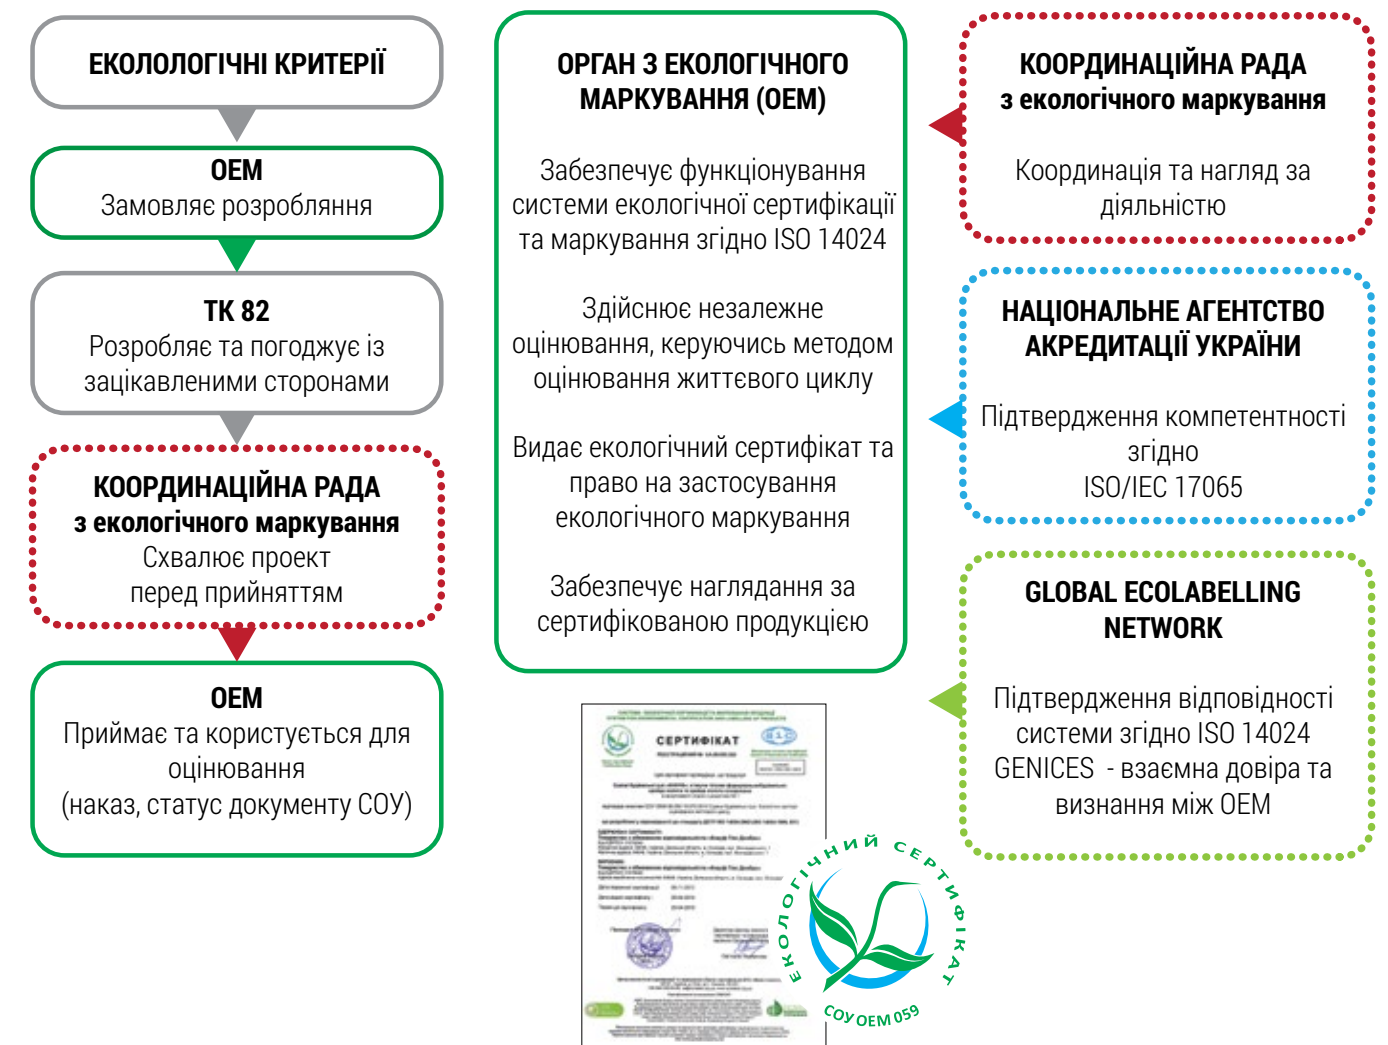 ЕКОЛОЛОГІЧНІ КРИТЕРІЇ
ОЕМ
Замовляє розробляння
ТК 82
Розробляє та погоджує із
зацікавленими сторонами
КООРДИНАЦІЙНА РАДА
з екологічного маркування
Схвалює проект
перед прийняттям
ОЕМ
Приймає та користується для
оцінювання
(наказ, статус документу СОУ)
ОРГАН З ЕКОЛОГІЧНОГО
МАРКУВАННЯ (ОЕМ)
Забезпечує функціонування
системи екологічної сертифікації
та маркування згідно ISO 14024
Здійснює незалежне
оцінювання, керуючись методом
оцінювання життєвого циклу
Видає екологічний сертифікат та
право на застосування
екологічного маркування
Забезпечує наглядання за
сертифікованою продукцією
СЕРТИФІКАТ
ЕКОЛОГІЧНИЙ СЕРТИФІКАТ
СОУ ОЕМ 059
КООРДИНАЦІЙНА РАДА
з екологічного маркування
Координація та нагляд за
діяльністю
НАЦІОНАЛЬНЕ АГЕНТСТВО
АКРЕДИТАЦІЇ УКРАЇНИ
Підтвердження компетентності
згідно
ISO/IEC 17065
GLOBAL ECOLABELLING
NETWORK
Підтвердження відповідності
системи згідно ISO 14024
GENICES - взаємна довіра та
визнання між ОЕМ